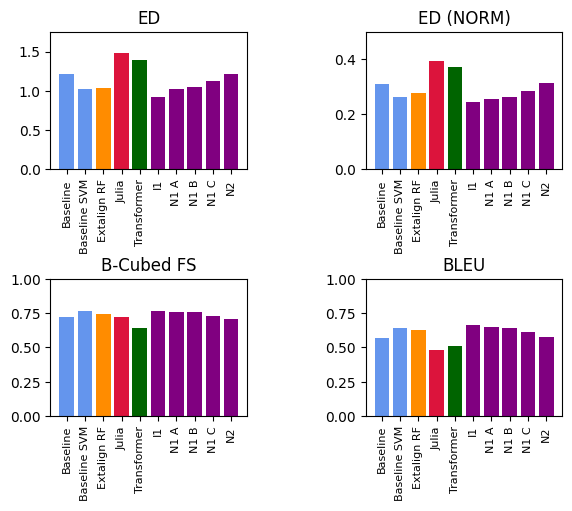 ED
1.5
1.0
0.5
0.0
Baseline
Baseline SVM
Extalign RF
Julia
Transformer
I1
N1 A
N1 B
N1 C
N2
ED (NORM)
0.4
0.2
0.0
Baseline
Baseline SVM
Extalign RF
Julia
Transformer
I1
N1 A
N1 B
N1 C
N2
B-Cubed FS
1.00
0.75
0.50
0.25
0.00
Baseline
Baseline SVM
Extalign RF
Julia
Transformer
I1
N1 A
N1 B
N1 C
N2
BLEU
1.00
0.75
0.50
0.25
0.00
Baseline
Baseline SVM
Extalign RF
Julia
Transformer
I1
N1 A
N1 B
N1 C
N2